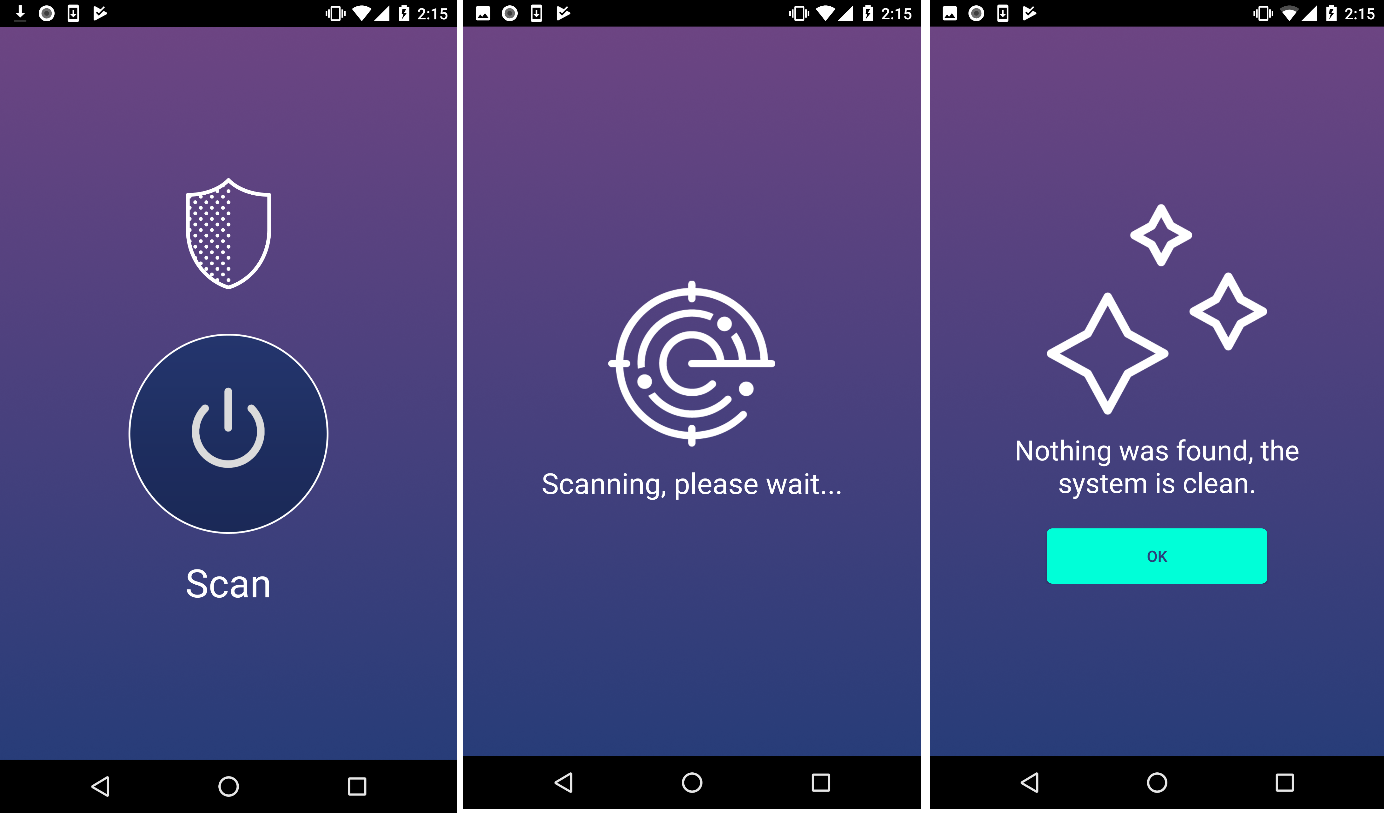 2:15
Scan
2:15
Scanning, please wait...
2:15
Nothing was found, the
system is clean.
OK